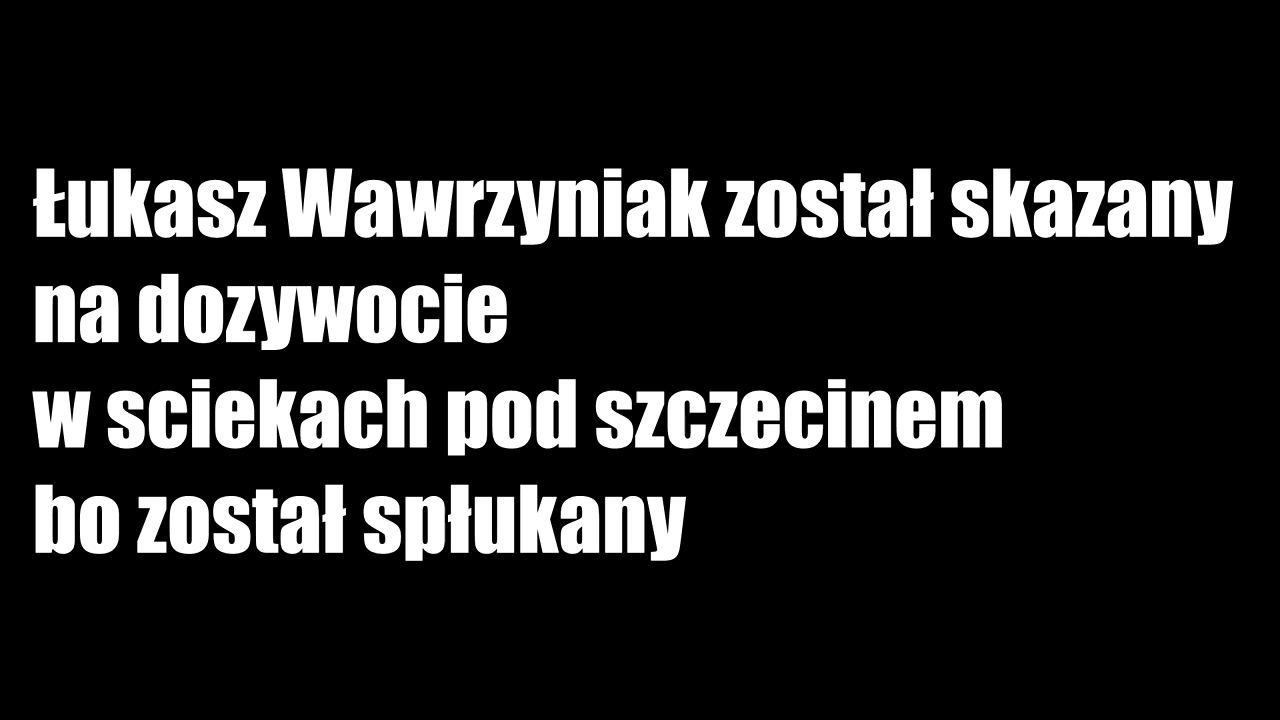 Łukasz Wawrzyniak został skazany
na dozywocie
w sciekach pod szczecinem
bo został spłukany